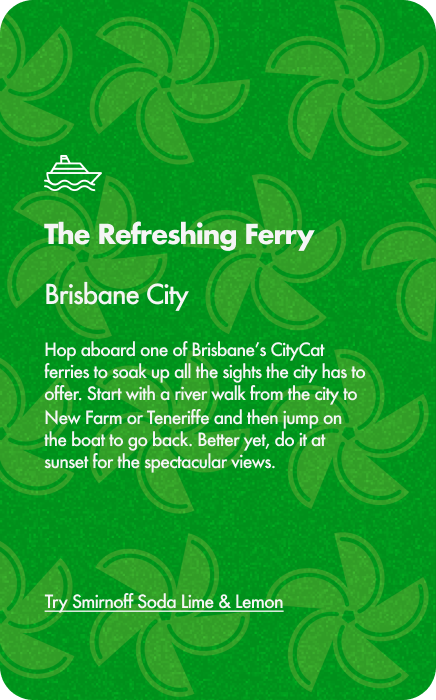 The Refreshing Ferry
Brisbane City
Hop aboard one of Brisbane’s CityCat
ferries to soak up all the sights the city has to
offer. Start with a river walk from the city to
New Farm or Teneriffe and then jump on
the boat to go back. Better yet, do it at
sunset for the spectacular views.
Try Smirnoff Soda Lime & Lemon